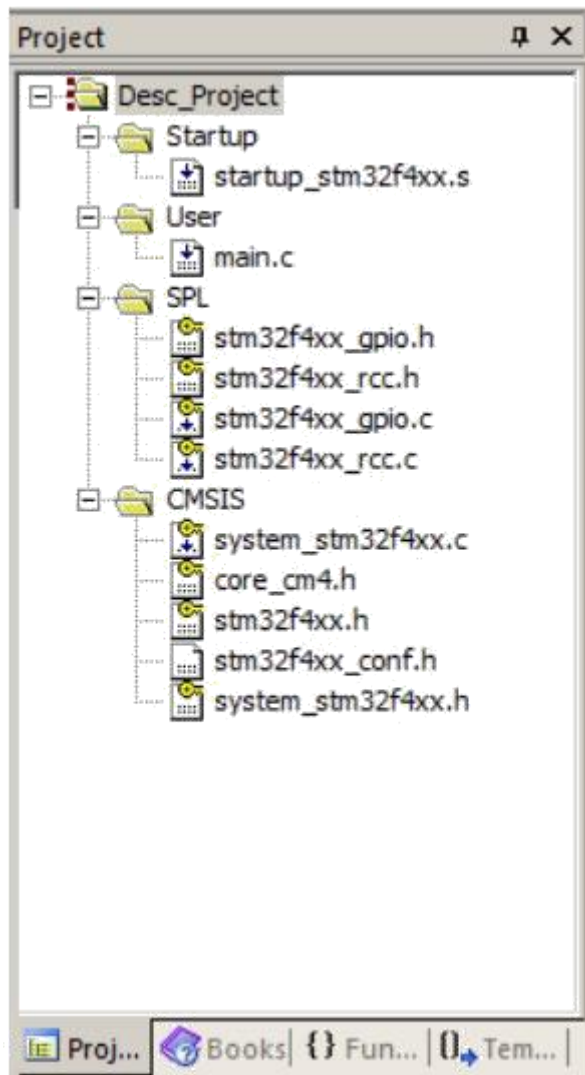 Project
Desc_Project
Startup
startup_stm32f4xx.s
User
main.c
SPL
stm32f4xx_gpio.h
stm32f4xx_rcc.h
stm32f4xx_gpio.c
stm32f4xx_rcc.c
CMSIS
system_stm32f4xx.c
core_cm4.h
stm32f4xx.h
stm32f4xx_conf.h
system_stm32f4xx.h
Proj... Books {} Fun... Tem...